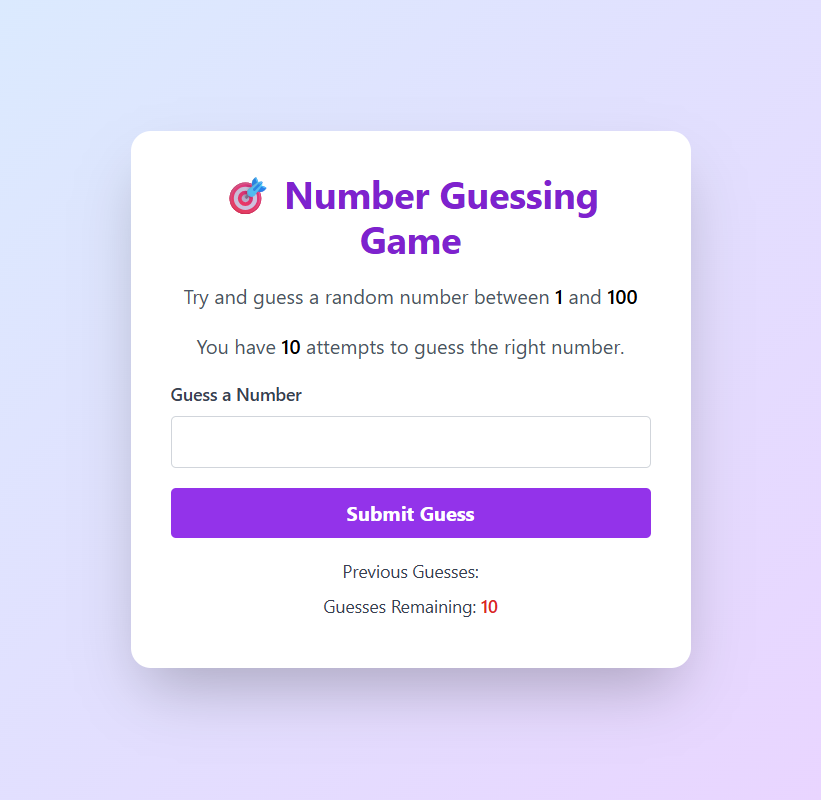 Number Guessing
Game
Try and guess a random number between 1 and 100
You have 10 attempts to guess the right number.
Guess a Number
Submit Guess
Previous Guesses:
Guesses Remaining: 10